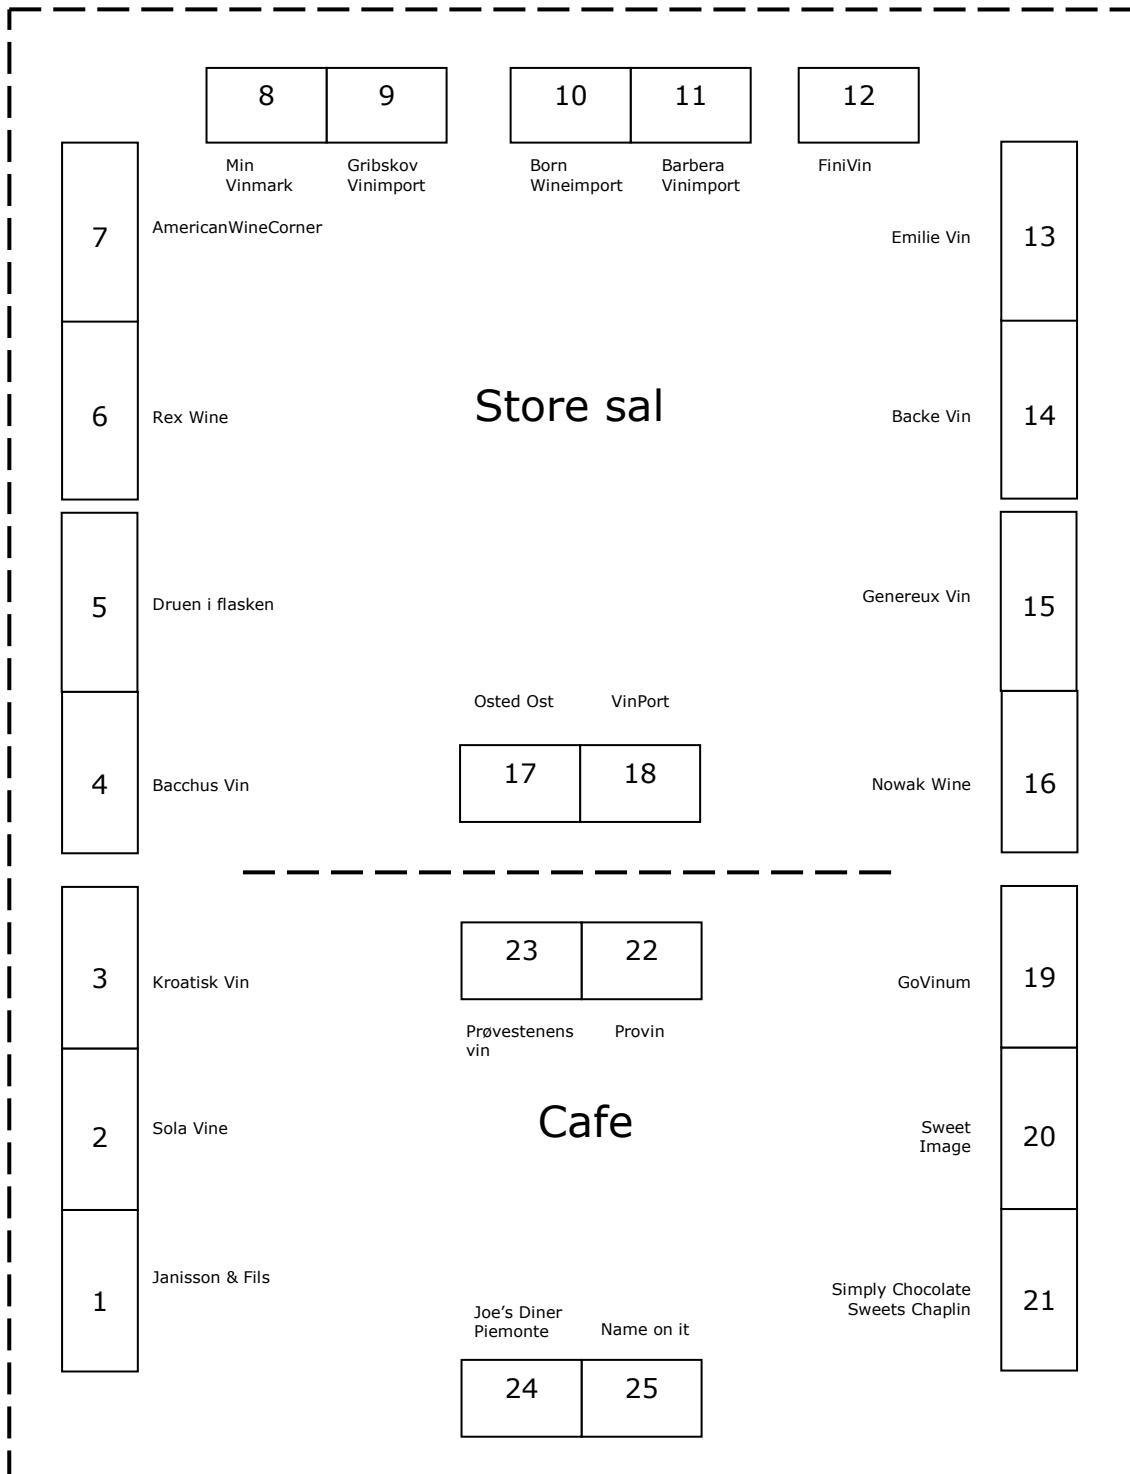 8
9
10
11
12
Min
Vinmark
Gribskov
Vinimport
Born
Wineimport
Barbera
Vinimport
FiniVin
7
AmericanWineCorner
Emilie Vin
13
6
Rex Wine
Store sal
Backe Vin
14
5
Druen i flasken
Genereux Vin
15
Osted Ost
VinPort
4
Bacchus Vin
17
18
Nowak Wine
16
3
Kroatisk Vin
23
22
GoVinum
19
Prøvestenens
vin
Provin
2
Sola Vine
Cafe
Sweet
Image
20
1
Janisson & Fils
Simply Chocolate
Sweets Chaplin
21
Joe’s Diner
Piemonte
Name on it
24
25